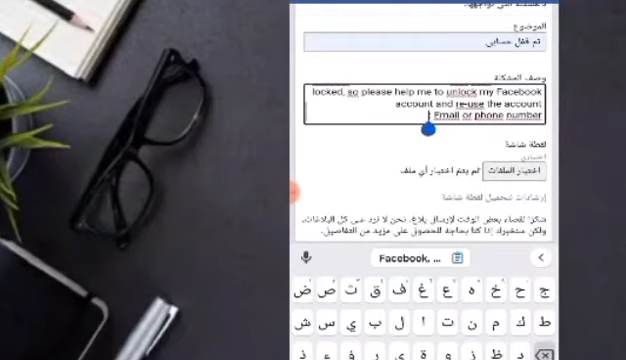 الموضوع
تم قفل حسابي
وصف المشكلة
locked, so please help me to unlock my Facebook
account and re-use the account
Email or phone number
لقطة شاشة
اختياري
اختيار الملفات لم يتم اختيار أي ملف
إرشادات لتحميل لقطة شاشة
شكرًا لقضاء بعض الوقت لإرسال بلاغ. نحن لا نرد على كل البلاغات،
ولكن سنخبرك إذا كنا بحاجة للحصول على مزيد من التفاصيل.
Facebook, ...
ض ص ث ق ف غ ع ه خ ح ج
ش س ي ب ل ا ت ن م ك ط
ذ ء ؤ ر ى ة و ز ظ د